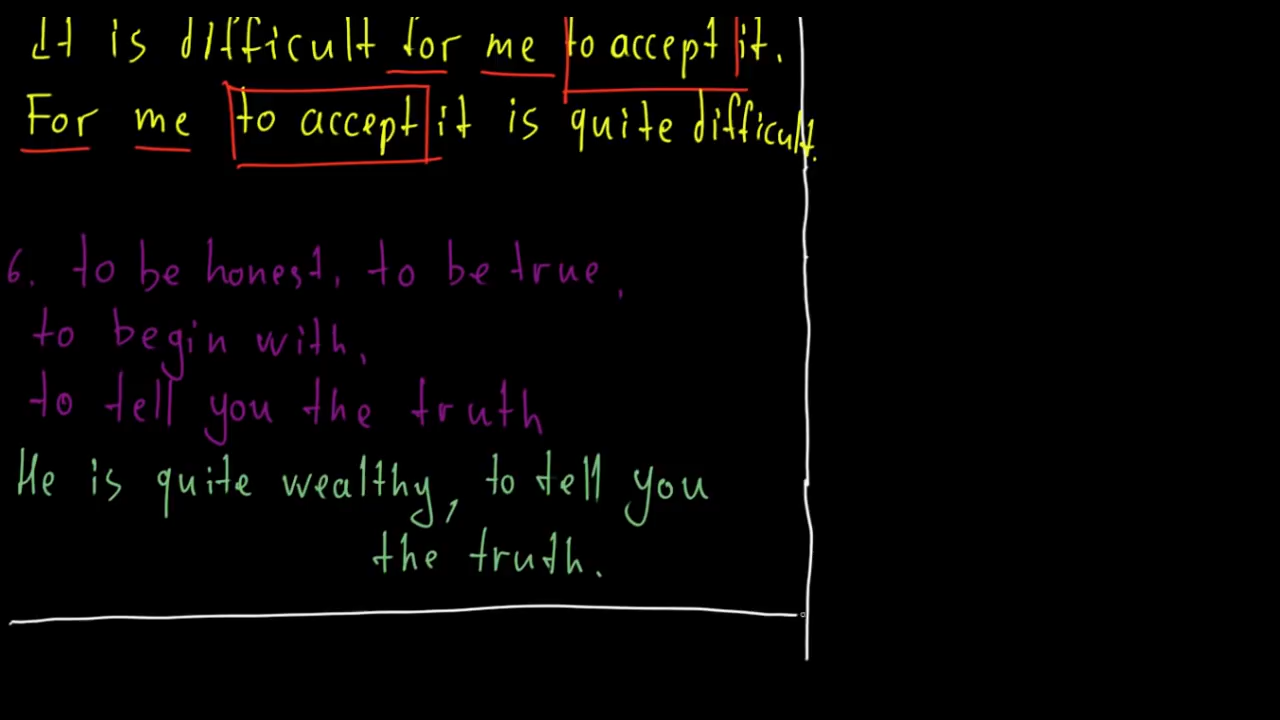 It is difficult for me to accept it.
For me to accept it is quite difficult.
6. to be honest, to be true,
to begin with,
to tell you the truth
He is quite wealthy, to tell you
the truth.